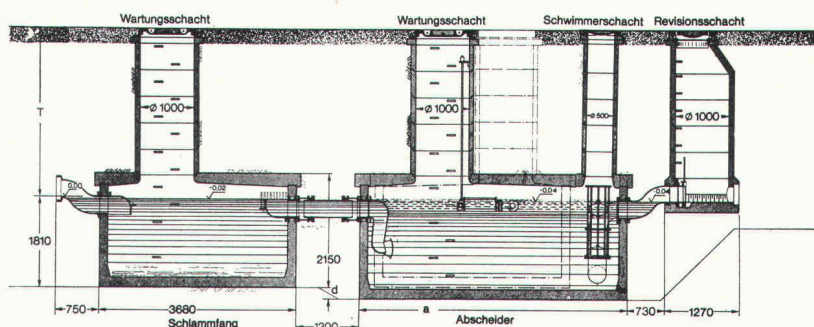 Wartungsschacht
Wartungsschacht
Schwimmerschacht
Revisionsschacht
T
Ø 1000
Ø 1000
Ø 500
Ø 1000
0.00
-0.02
-0.04
-0.04
1810
2150
d
750
3680
1200
a
730
1270
Schlammfang
Abscheider